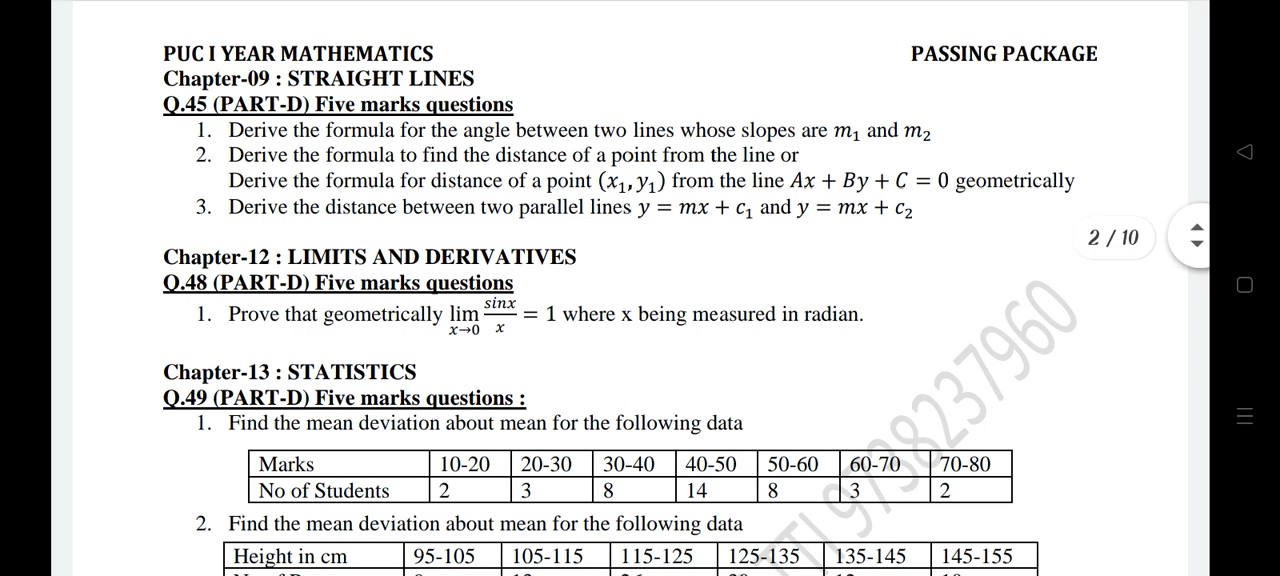 PUC I YEAR MATHEMATICS PASSING PACKAGE
Chapter-09 : STRAIGHT LINES
Q.45 (PART-D) Five marks questions
1. Derive the formula for the angle between two lines whose slopes are m₁ and m₂
2. Derive the formula to find the distance of a point from the line or
Derive the formula for distance of a point (x₁, y₁) from the line Ax + By + C = 0 geometrically
3. Derive the distance between two parallel lines y = mx + c₁ and y = mx + c₂
2 / 10
Chapter-12 : LIMITS AND DERIVATIVES
Q.48 (PART-D) Five marks questions
1. Prove that geometrically lim x→0 sinx/x = 1 where x being measured in radian.
Chapter-13 : STATISTICS
Q.49 (PART-D) Five marks questions :
1. Find the mean deviation about mean for the following data
Marks 10-20 20-30 30-40 40-50 50-60 60-70 70-80
No of Students 2 3 8 14 8 3 2
2. Find the mean deviation about mean for the following data
Height in cm 95-105 105-115 115-125 125-135 135-145 145-155
9738237960